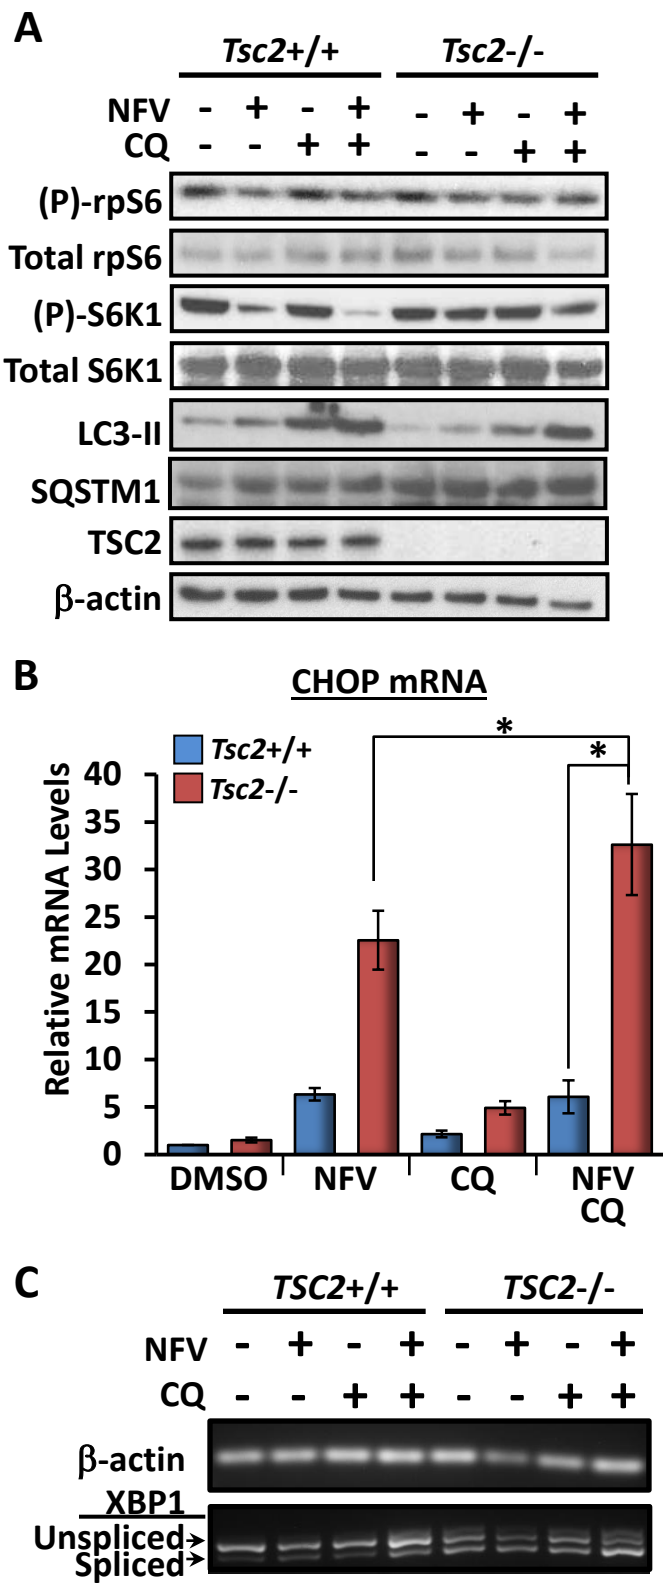 A
Tsc2+/+ Tsc2-/-
NFV - + - + - + - +
CQ - - + + - - + +
(P)-rpS6
Total rpS6
(P)-S6K1
Total S6K1
LC3-II
SQSTM1
TSC2
β-actin
B
CHOP mRNA
* 
*
Tsc2+/+
Tsc2-/-
Relative mRNA Levels
40
35
30
25
20
15
10
5
0
DMSO NFV CQ NFV
CQ
C
TSC2+/+ TSC2-/-
NFV - + - + - + - +
CQ - - + + - - + +
β-actin
XBP1
Unspliced
Spliced